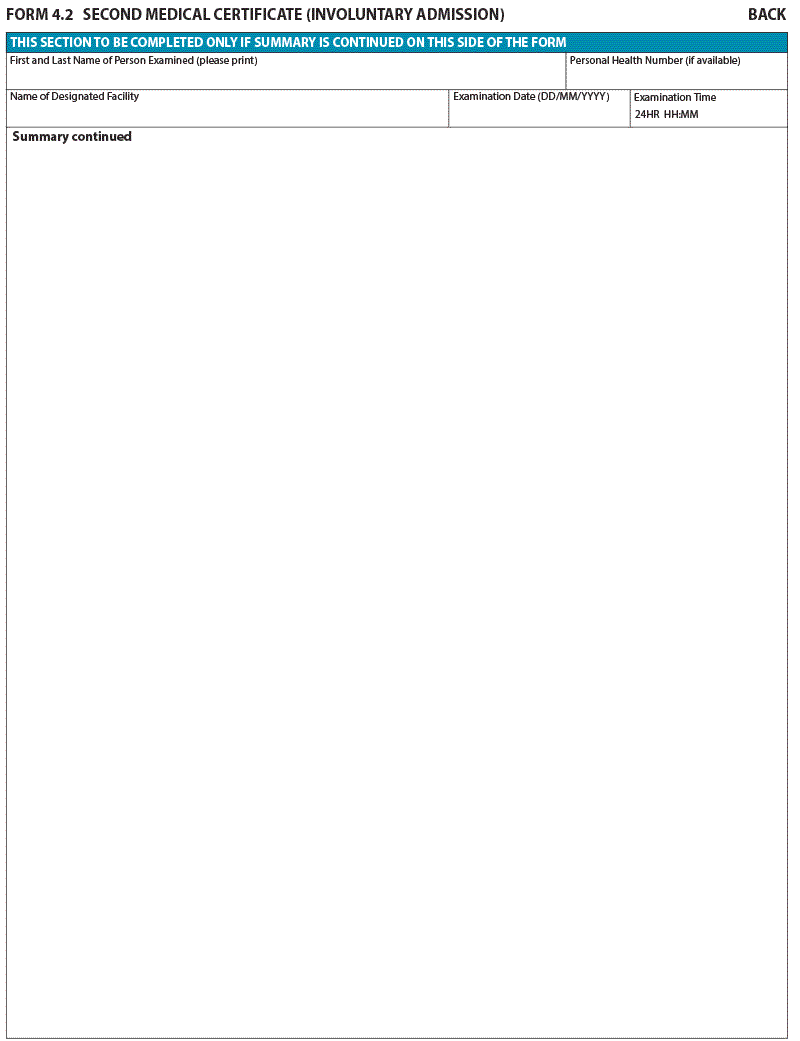 FORM 4.2 SECOND MEDICAL CERTIFICATE (INVOLUNTARY ADMISSION) BACK
THIS SECTION TO BE COMPLETED ONLY IF SUMMARY IS CONTINUED ON THIS SIDE OF THE FORM
First and Last Name of Person Examined (please print) Personal Health Number (if available)
Name of Designated Facility Examination Date (DD/MM/YYYY) Examination Time
24HR HH:MM
Summary continued